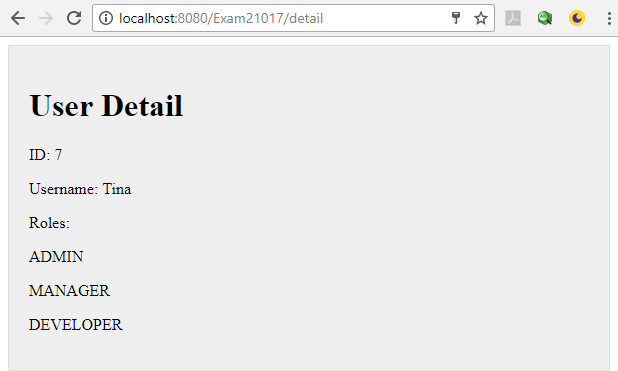 localhost:8080/Exam21017/detail
User Detail
ID: 7
Username: Tina
Roles:
ADMIN
MANAGER
DEVELOPER